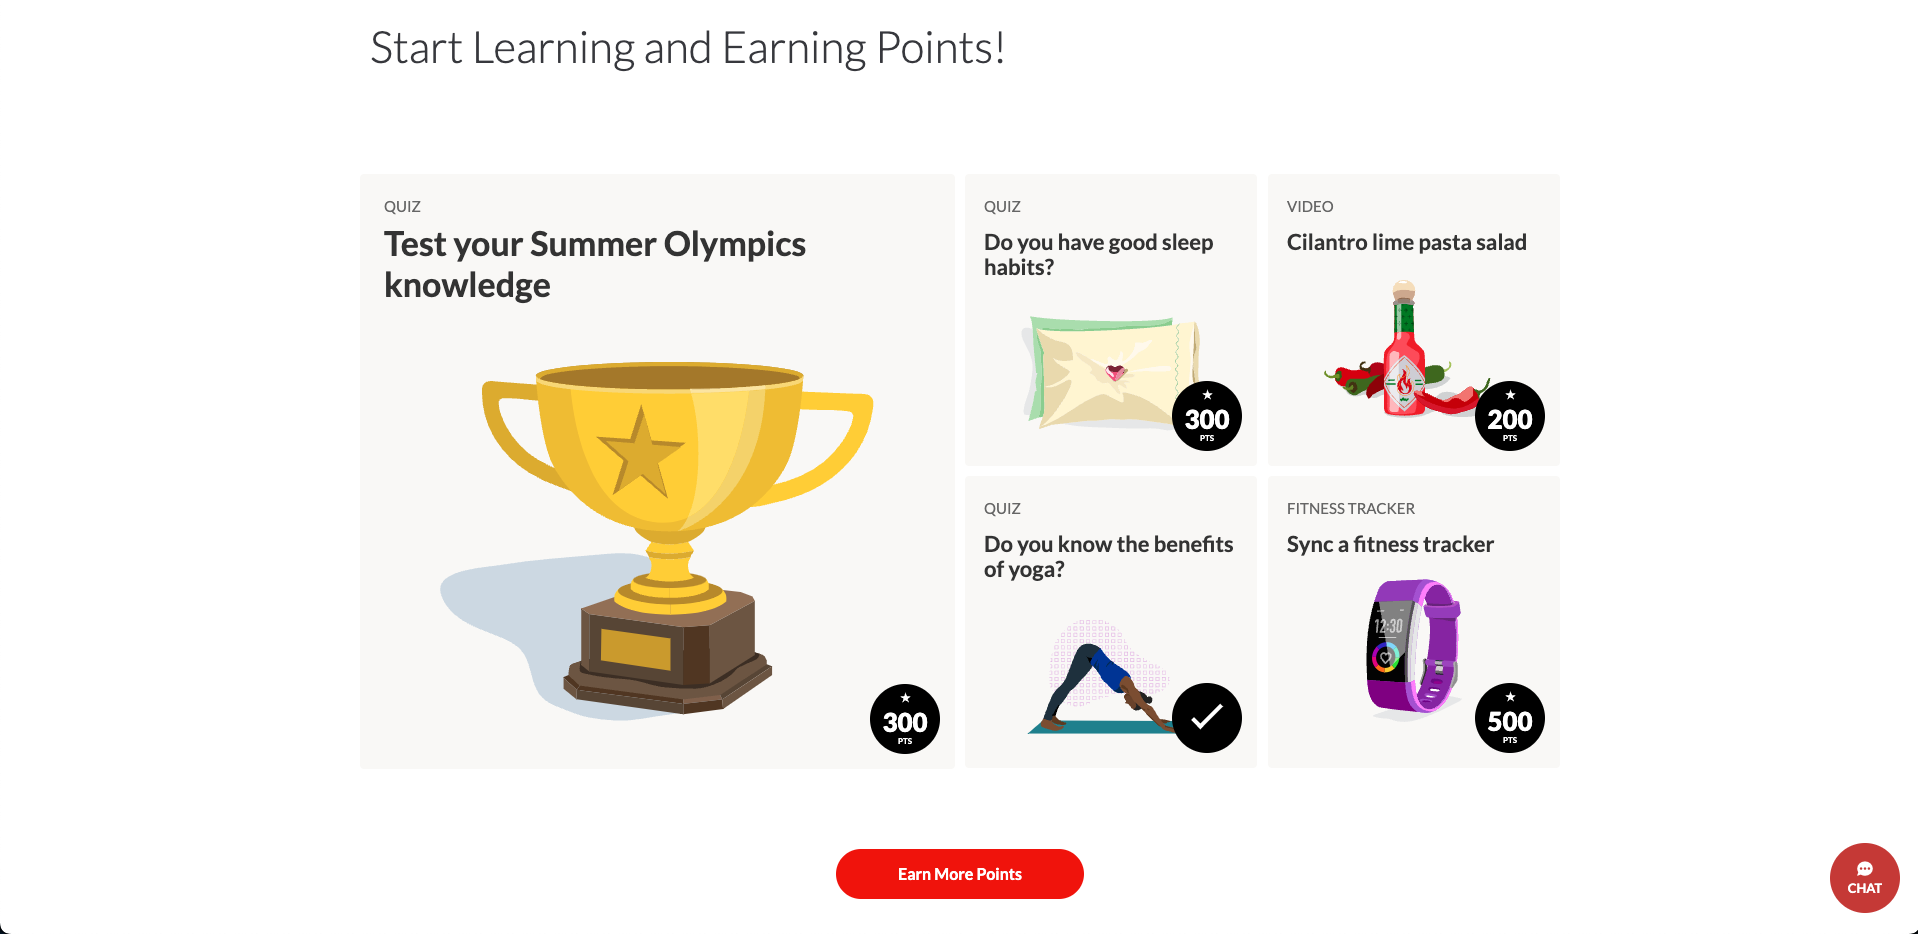 Start Learning and Earning Points!
QUIZ
Test your Summer Olympics
knowledge
300
PTS
QUIZ
Do you have good sleep
habits?
300
PTS
VIDEO
Cilantro lime pasta salad
200
PTS
QUIZ
Do you know the benefits
of yoga?
FITNESS TRACKER
Sync a fitness tracker
12:30
500
PTS
Earn More Points
CHAT